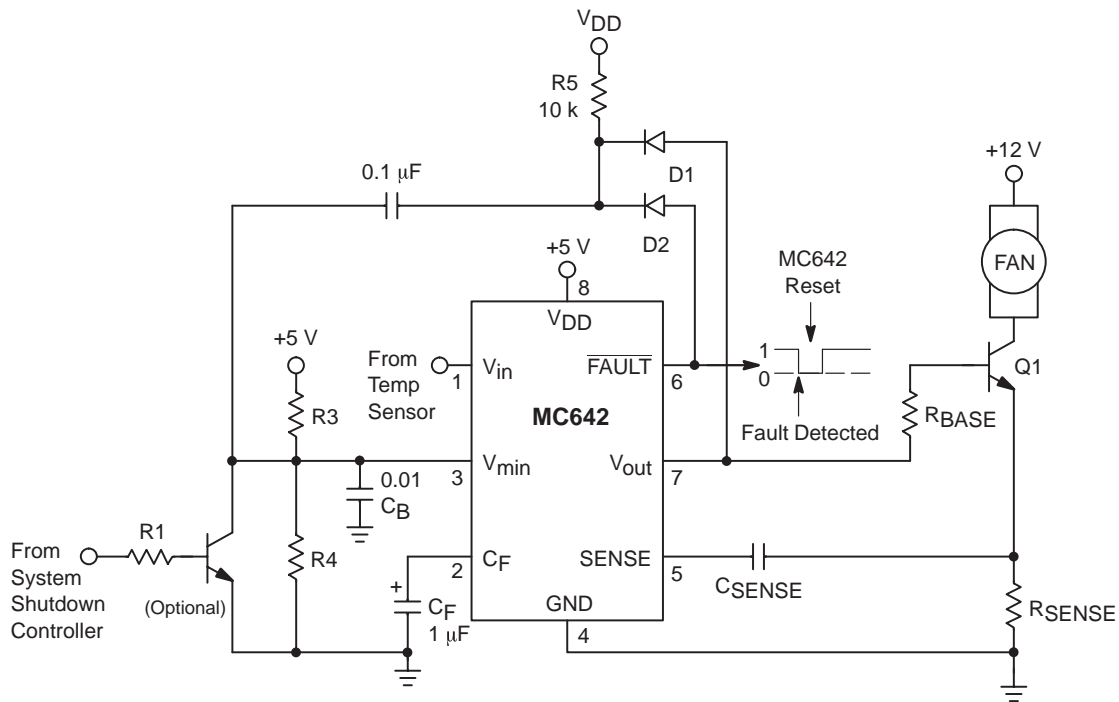 VDD
R5
10 k
D1
+12 V
0.1 μF
D2
FAN
+5 V
MC642
Reset
8
VDD
+5 V
From
Temp
Sensor
1
Vin
FAULT
6
1
0
Q1
R3
MC642
RBASE
Fault Detected
0.01
CB
3
Vmin
Vout
7
R1
From
System
Shutdown
Controller
(Optional)
R4
2
CF
SENSE
5
CSENSE
+
CF
1 μF
GND
4
RSENSE